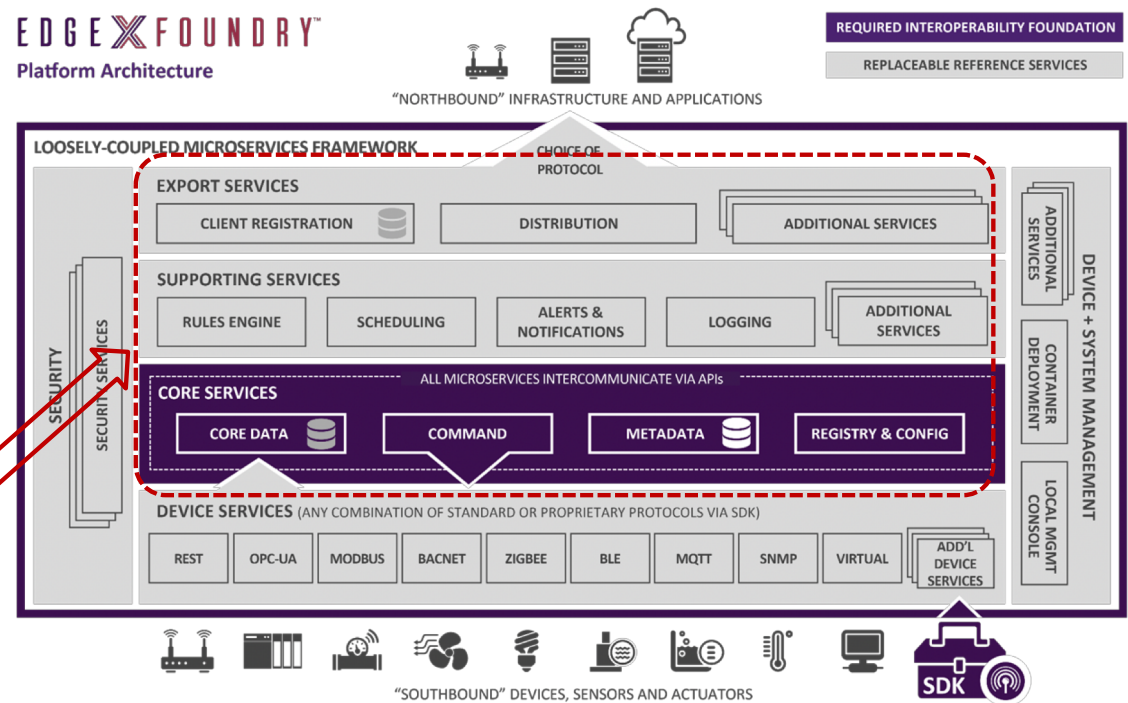 EDGE X FOUNDRY™
Platform Architecture
REQUIRED INTEROPERABILITY FOUNDATION
REPLACEABLE REFERENCE SERVICES
“NORTHBOUND” INFRASTRUCTURE AND APPLICATIONS
LOOSELY-COUPLED MICROSERVICES FRAMEWORK
CHOICE OF
PROTOCOL
SECURITY
SECURITY SERVICES
EXPORT SERVICES
CLIENT REGISTRATION
DISTRIBUTION
ADDITIONAL SERVICES
SUPPORTING SERVICES
RULES ENGINE
SCHEDULING
ALERTS &
NOTIFICATIONS
LOGGING
ADDITIONAL
SERVICES
ALL MICROSERVICES INTERCOMMUNICATE VIA APIs
CORE SERVICES
CORE DATA
COMMAND
METADATA
REGISTRY & CONFIG
DEVICE SERVICES (ANY COMBINATION OF STANDARD OR PROPRIETARY PROTOCOLS VIA SDK)
REST
OPC-UA
MODBUS
BACNET
ZIGBEE
BLE
MQTT
SNMP
VIRTUAL
ADD’L
DEVICE
SERVICES
ADDITIONAL
SERVICES
CONTAINER
DEPLOYMENT
LOCAL MGMT
CONSOLE
DEVICE + SYSTEM MANAGEMENT
“SOUTHBOUND” DEVICES, SENSORS AND ACTUATORS
SDK